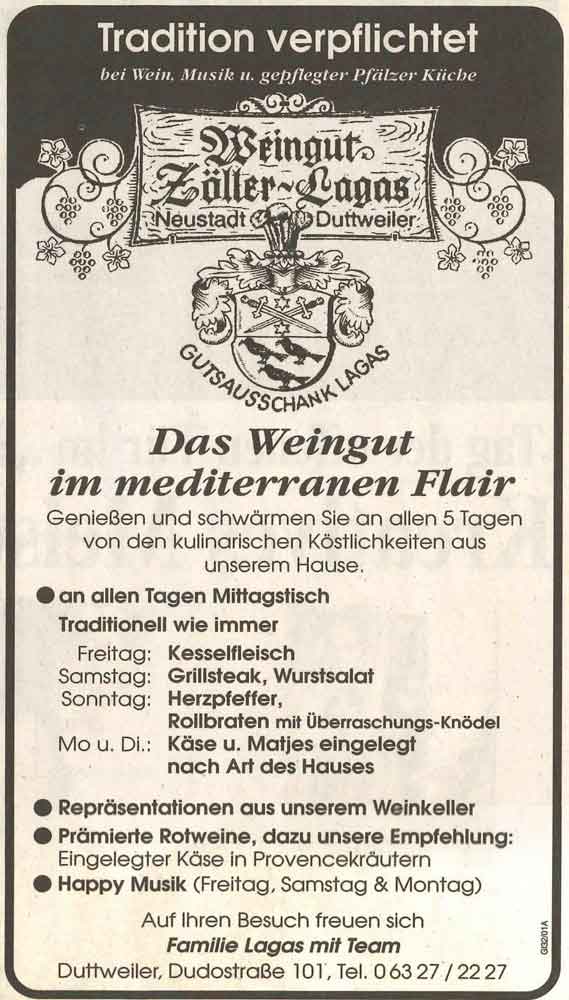 Tradition verpflichtet
bei Wein, Musik u. gepflegter Pfälzer Küche
Weingut
Zöller-Lagas
Neustadt Duttweiler
GUTSAUSSCHANK LAGAS
Das Weingut
im mediterranen Flair
Genießen und schwärmen Sie an allen 5 Tagen
von den kulinarischen Köstlichkeiten aus
unserem Hause.
● an allen Tagen Mittagstisch
Traditionell wie immer
Freitag: Kesselfleisch
Samstag: Grillsteak, Wurstsalat
Sonntag: Herzpfeffer,
Rollbraten mit Überraschungs-Knödel
Mo u. Di.: Käse u. Matjes eingelegt
nach Art des Hauses
● Repräsentationen aus unserem Weinkeller
● Prämierte Rotweine, dazu unsere Empfehlung:
Eingelegter Käse in Provencekräutern
● Happy Musik (Freitag, Samstag & Montag)
Auf Ihren Besuch freuen sich
Familie Lagas mit Team
Duttweiler, Dudostraße 101, Tel. 0 63 27 / 22 27
GI32/01A